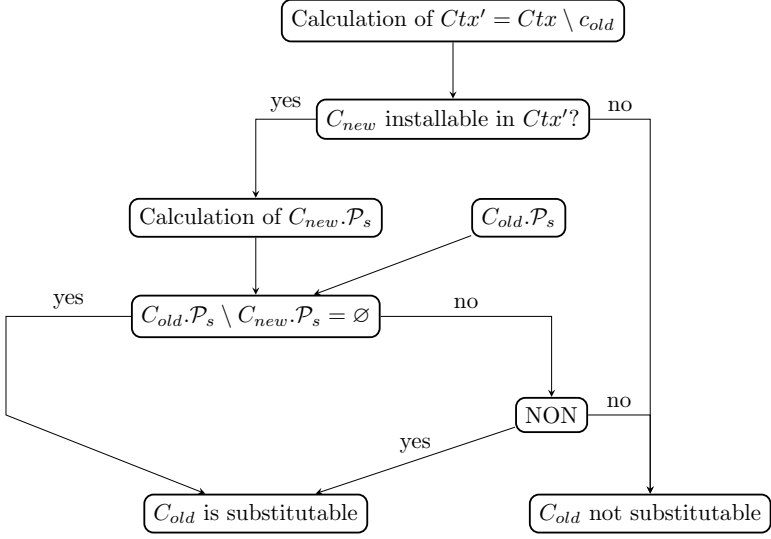 Calculation of Ctx′ = Ctx \ c_old
yes
no
C_new installable in Ctx′?
Calculation of C_new.𝒫_s
C_old.𝒫_s
yes
no
C_old.𝒫_s \ C_new.𝒫_s = ∅
NON
no
yes
C_old is substitutable
C_old not substitutable